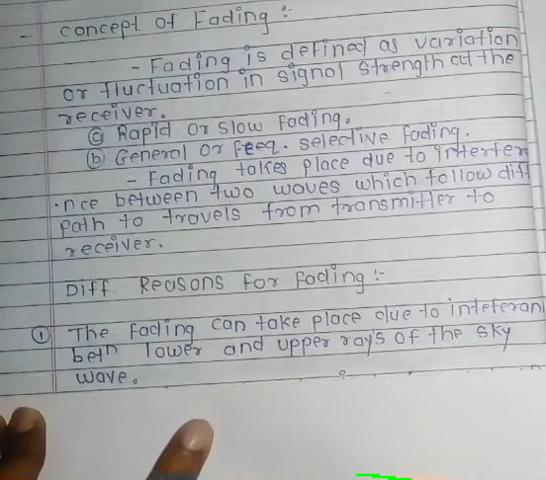 - Concept of Fading :-
- Fading is defined as variation
or fluctuation in signal strength at the
receiver.
(a) Rapid or slow fading.
(b) General or freq. selective fading.
- Fading takes place due to interfere
nce between two waves which follow diff
path to travels from transmitter to
receiver.
Diff Reasons for fading :-
(1) The fading can take place due to inteferan
betn lower and upper rays of the sky
wave.